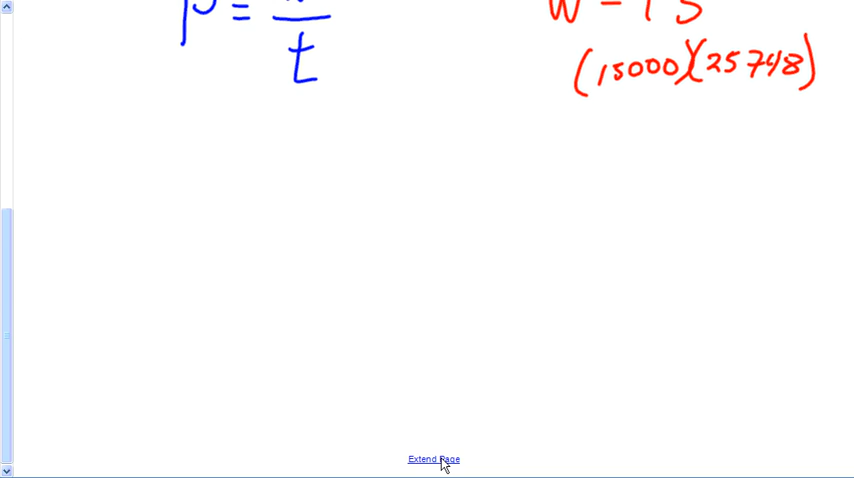 P = 
t
W = F S
(15000)(25748)
Extend Page